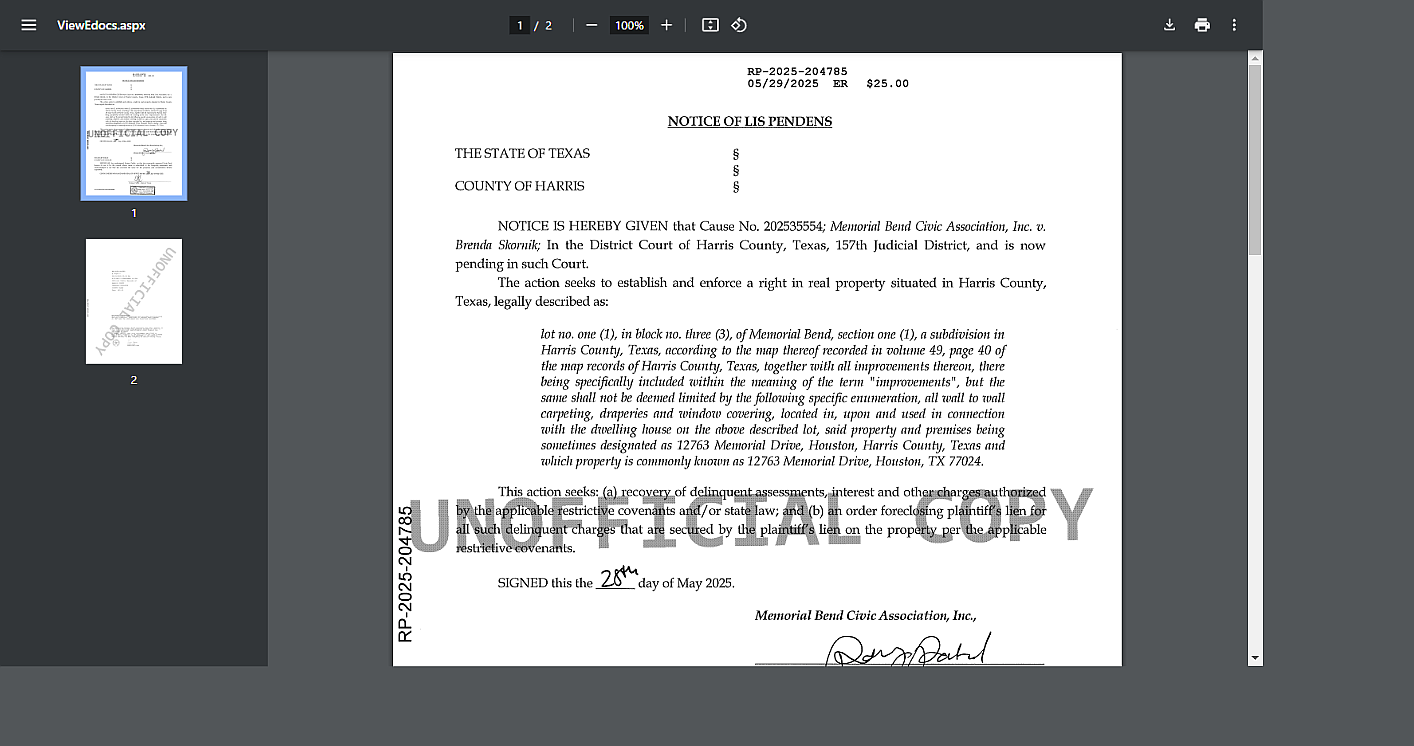 ViewEdocs.aspx
1 / 2
100%
1
2
RP-2025-204785
05/29/2025 ER $25.00
NOTICE OF LIS PENDENS
THE STATE OF TEXAS §
§
COUNTY OF HARRIS §
NOTICE IS HEREBY GIVEN that Cause No. 202535554; Memorial Bend Civic Association, Inc. v.
Brenda Skornik; In the District Court of Harris County, Texas, 157th Judicial District, and is now
pending in such Court.
The action seeks to establish and enforce a right in real property situated in Harris County,
Texas, legally described as:
lot no. one (1), in block no. three (3), of Memorial Bend, section one (1), a subdivision in
Harris County, Texas, according to the map thereof recorded in volume 49, page 40 of
the map records of Harris County, Texas, together with all improvements thereon, there
being specifically included within the meaning of the term "improvements", but the
same shall not be deemed limited by the following specific enumeration, all wall to wall
carpeting, draperies and window covering, located in, upon and used in connection
with the dwelling house on the above described lot, said property and premises being
sometimes designated as 12763 Memorial Drive, Houston, Harris County, Texas and
which property is commonly known as 12763 Memorial Drive, Houston, TX 77024.
This action seeks: (a) recovery of delinquent assessments, interest and other charges authorized
by the applicable restrictive covenants and/or state law; and (b) an order foreclosing plaintiff's lien for
all such delinquent charges that are secured by the plaintiff's lien on the property per the applicable
restrictive covenants.
UNOFFICIAL COPY
RP-2025-204785
SIGNED this the 28th day of May 2025.
Memorial Bend Civic Association, Inc.,
UNOFFICIAL COPY
UNOFFICIAL COPY